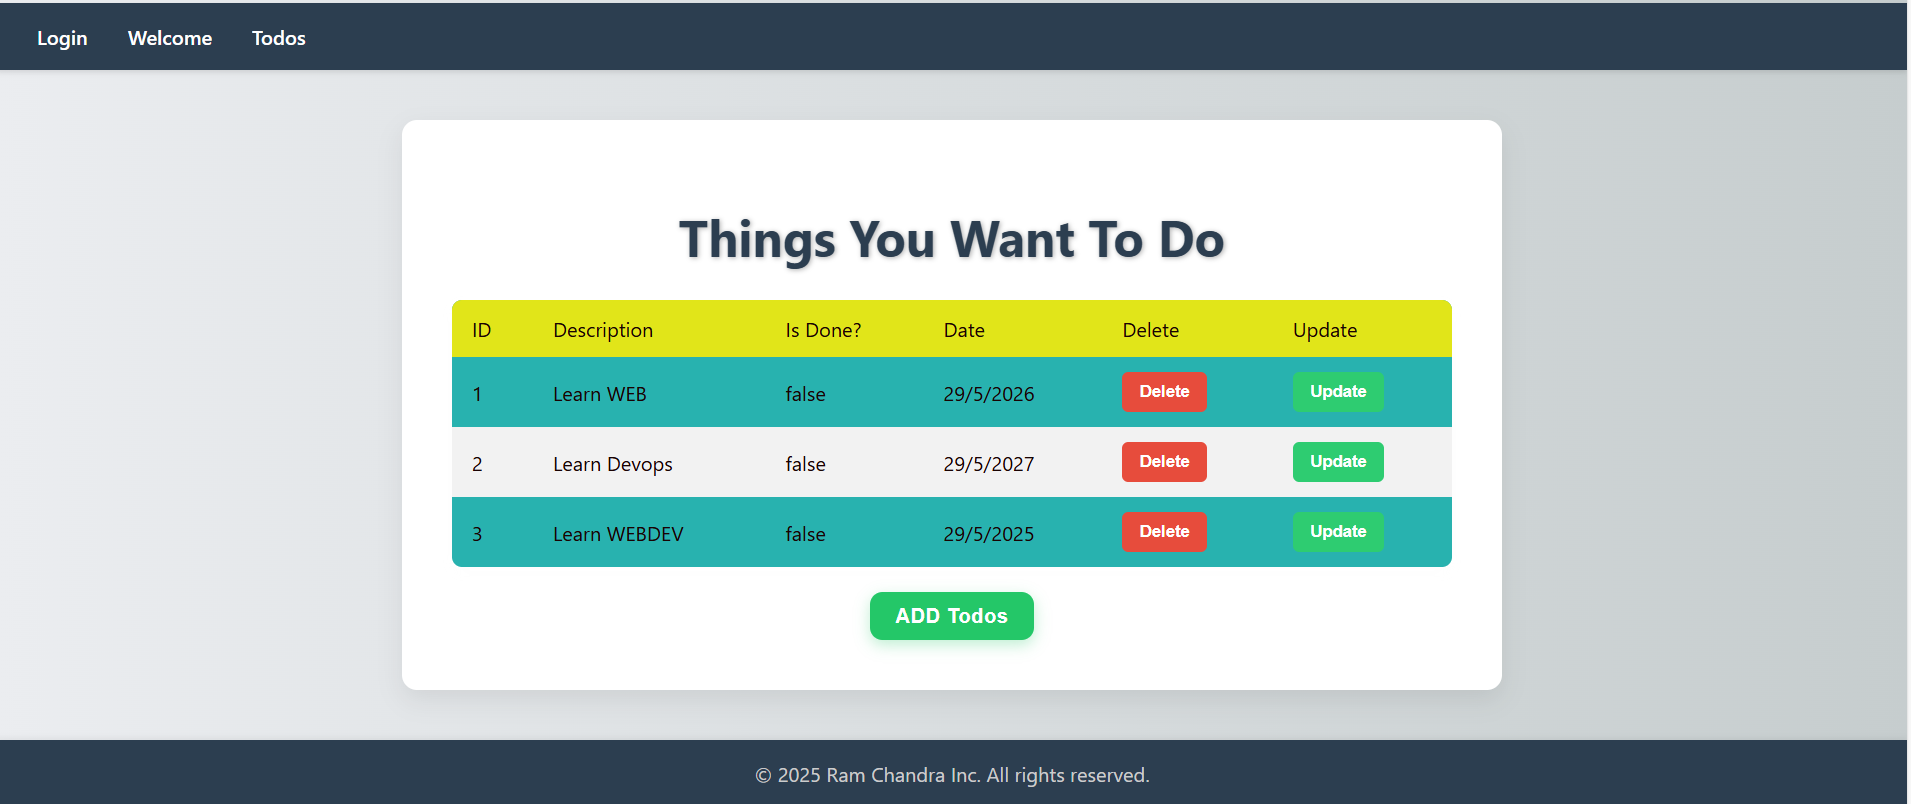 Login Welcome Todos
Things You Want To Do
ID Description Is Done? Date Delete Update
1 Learn WEB false 29/5/2026 Delete Update
2 Learn Devops false 29/5/2027 Delete Update
3 Learn WEBDEV false 29/5/2025 Delete Update
ADD Todos
© 2025 Ram Chandra Inc. All rights reserved.